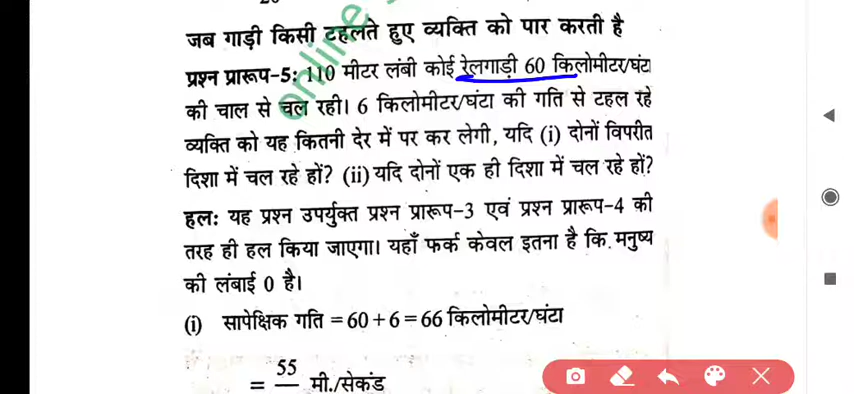 जब गाड़ी किसी टहलते हुए व्यक्ति को पार करती है
प्रश्न प्रारूप-5: 110 मीटर लंबी कोई रेलगाड़ी 60 किलोमीटर/घंटा
की चाल से चल रही। 6 किलोमीटर/घंटा की गति से टहल रहे
व्यक्ति को यह कितनी देर में पर कर लेगी, यदि (i) दोनों विपरीत
दिशा में चल रहे हों? (ii) यदि दोनों एक ही दिशा में चल रहे हों?
हल: यह प्रश्न उपर्युक्त प्रश्न प्रारूप-3 एवं प्रश्न प्रारूप-4 की
तरह ही हल किया जाएगा। यहाँ फर्क केवल इतना है कि मनुष्य
की लंबाई 0 है।
(i) सापेक्षिक गति = 60 + 6 = 66 किलोमीटर/घंटा
= 55 मी./सेकंड
online